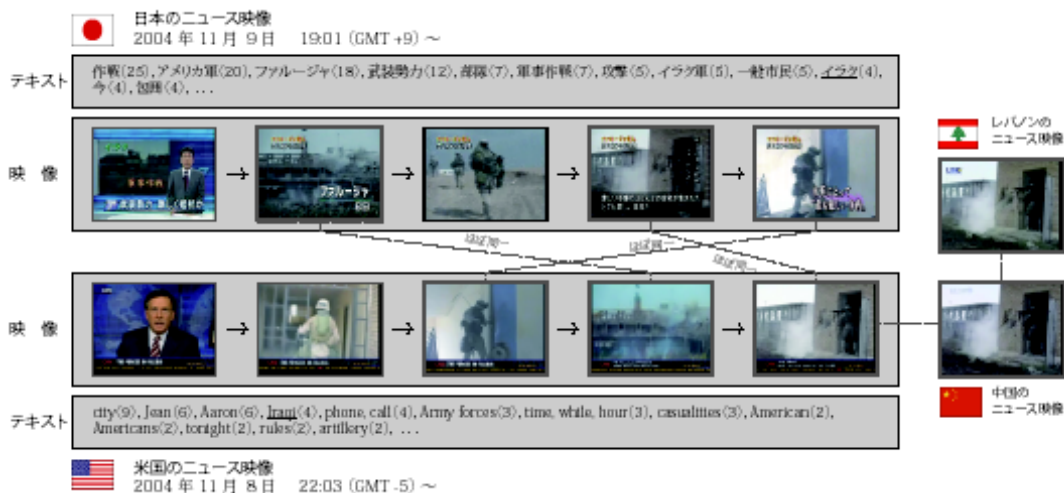 日本のニュース映像
2004 年 11 月 9日 19:01 (GMT +9) ～
テキスト
作戦(25), アメリカ軍(20), ファルージャ(18), 武装勢力(12), 部隊(7), 軍事作戦(7), 攻撃(5), イラク軍(5), 一般市民(5), イラク(4),
今(4), 包囲(4), ...
レバノンの
ニュース映像
映 像
軍事作戦
ファルージャ
ほぼ同一
ほぼ同一
ほぼ同一
映 像
中国の
ニュース映像
テキスト
city(9), Jean(6), Aaron(6), Iraqi(4), phone, call(4), Army forces(3), time, while, hour(3), casualities(3), American(2),
Americans(2), tonight(2), rules(2), artillery(2), ...
米国のニュース映像
2004 年 11 月 8日 22:03 (GMT -5) ～